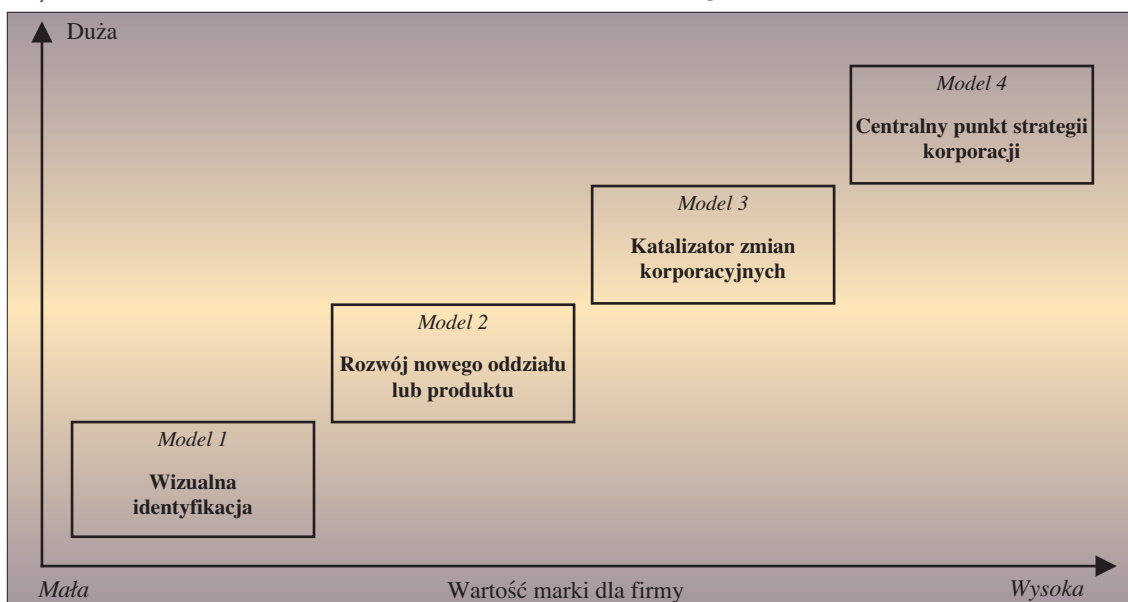 Duża
Model 4
Centralny punkt strategii
korporacji
Model 3
Katalizator zmian
korporacyjnych
Model 2
Rozwój nowego oddziału
lub produktu
Model 1
Wizualna
identyfikacja
Mała
Wartość marki dla firmy
Wysoka